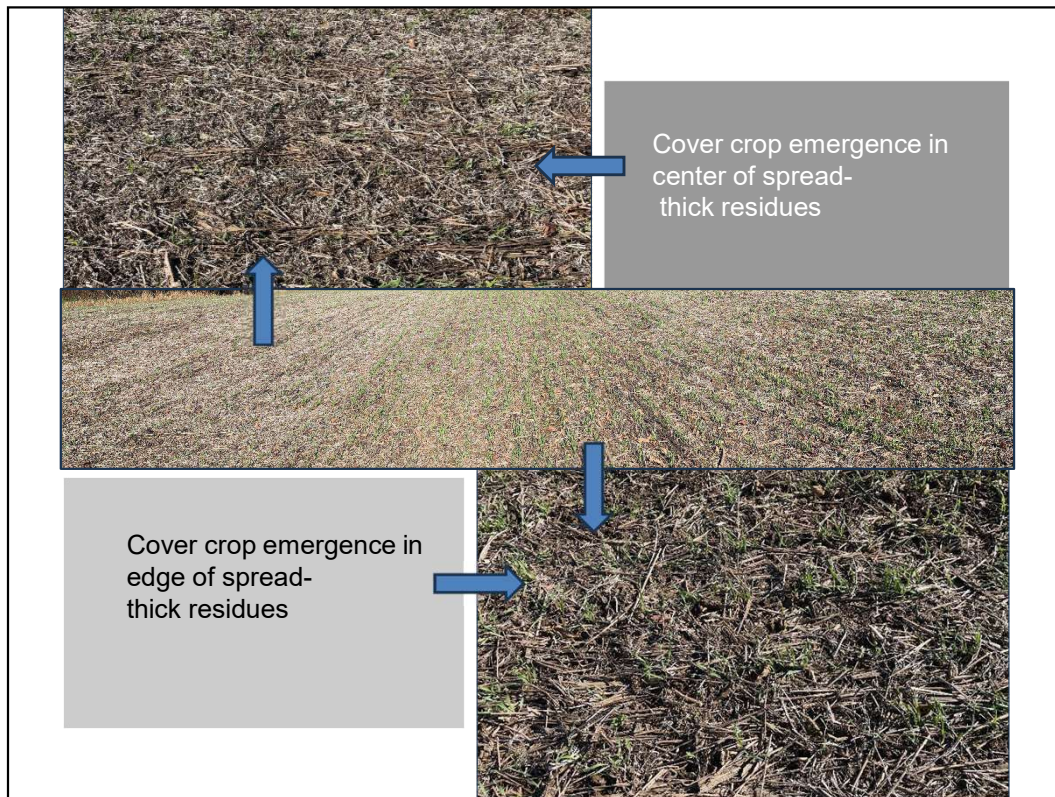 Cover crop emergence in
center of spread-
thick residues
Cover crop emergence in
edge of spread-
thick residues